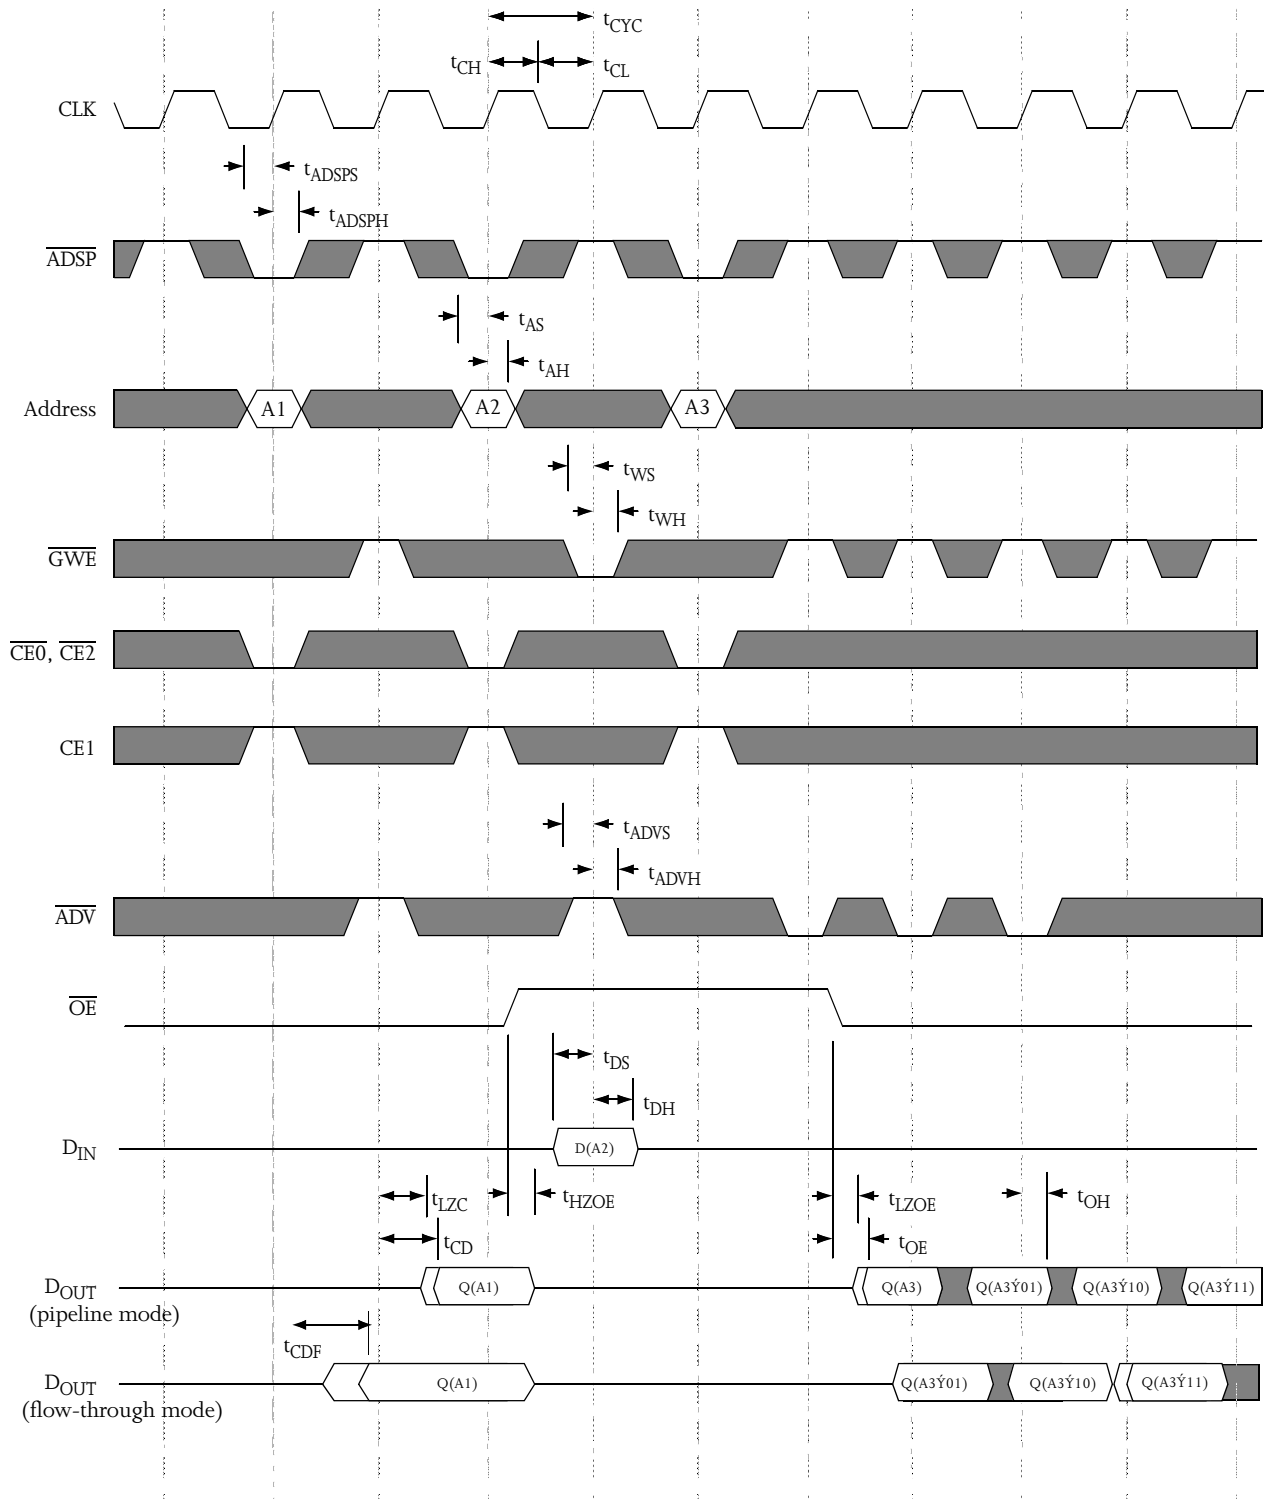 tCYC
tCH tCL
CLK
tADSPS
tADSPH
ADSP
tAS
tAH
Address A1 A2 A3
tWS
tWH
GWE
CE0, CE2
CE1
tADVS
tADVH
ADV
OE
tDS
tDH
DIN D(A2)
tLZC tHZOE tLZOE tOH
tCD tOE
DOUT Q(A1) Q(A3) Q(A3Ý01) Q(A3Ý10) Q(A3Ý11)
(pipeline mode)
tCDF
DOUT Q(A1) Q(A3Ý01) Q(A3Ý10) Q(A3Ý11)
(flow-through mode)